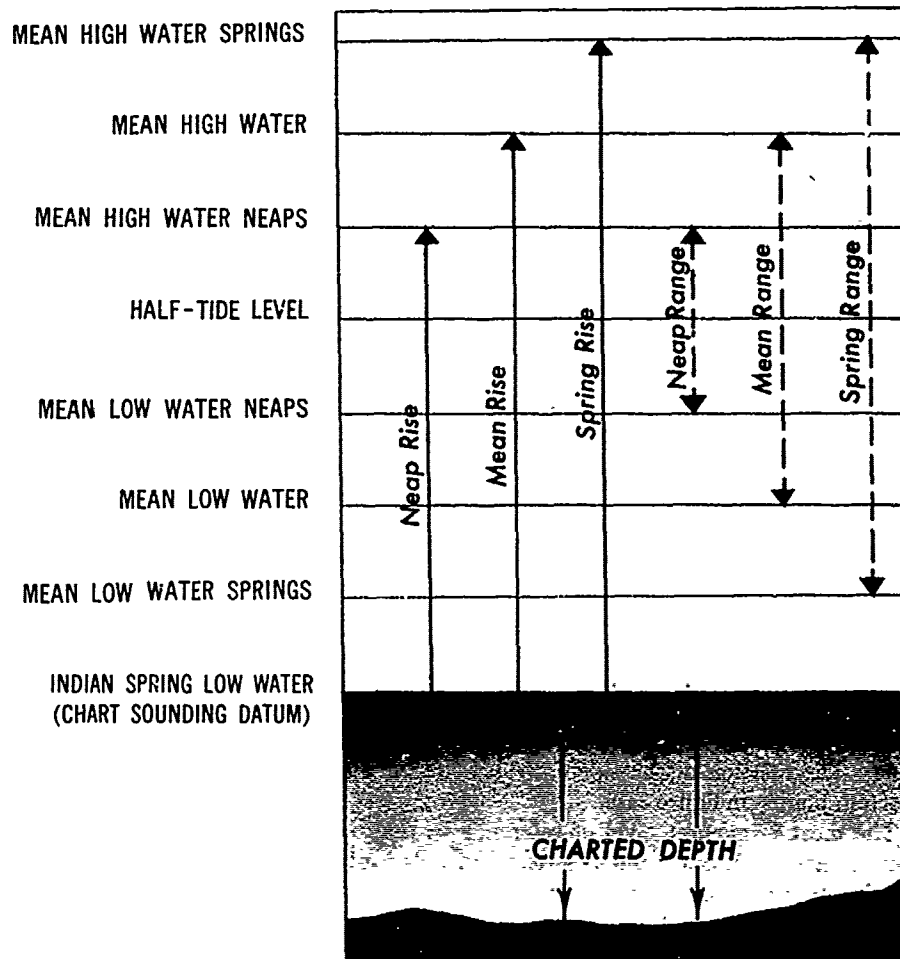 MEAN HIGH WATER SPRINGS
MEAN HIGH WATER
MEAN HIGH WATER NEAPS
HALF-TIDE LEVEL
MEAN LOW WATER NEAPS
MEAN LOW WATER
MEAN LOW WATER SPRINGS
INDIAN SPRING LOW WATER
(CHART SOUNDING DATUM)
Neap Rise
Mean Rise
Spring Rise
Neap Range
Mean Range
Spring Range
CHARTED DEPTH